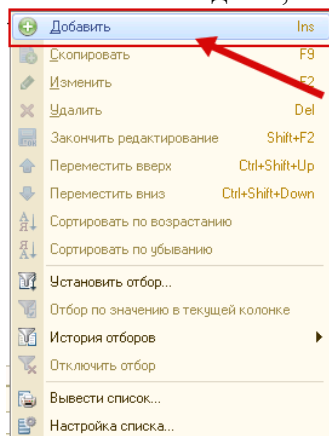 Добавить Ins
Скопировать F9
Изменить F2
Удалить Del
Закончить редактирование Shift+F2
Переместить вверх Ctrl+Shift+Up
Переместить вниз Ctrl+Shift+Down
Сортировать по возрастанию
Сортировать по убыванию
Установить отбор...
Отбор по значению в текущей колонке
История отборов
Отключить отбор
Вывести список...
Настройка списка...